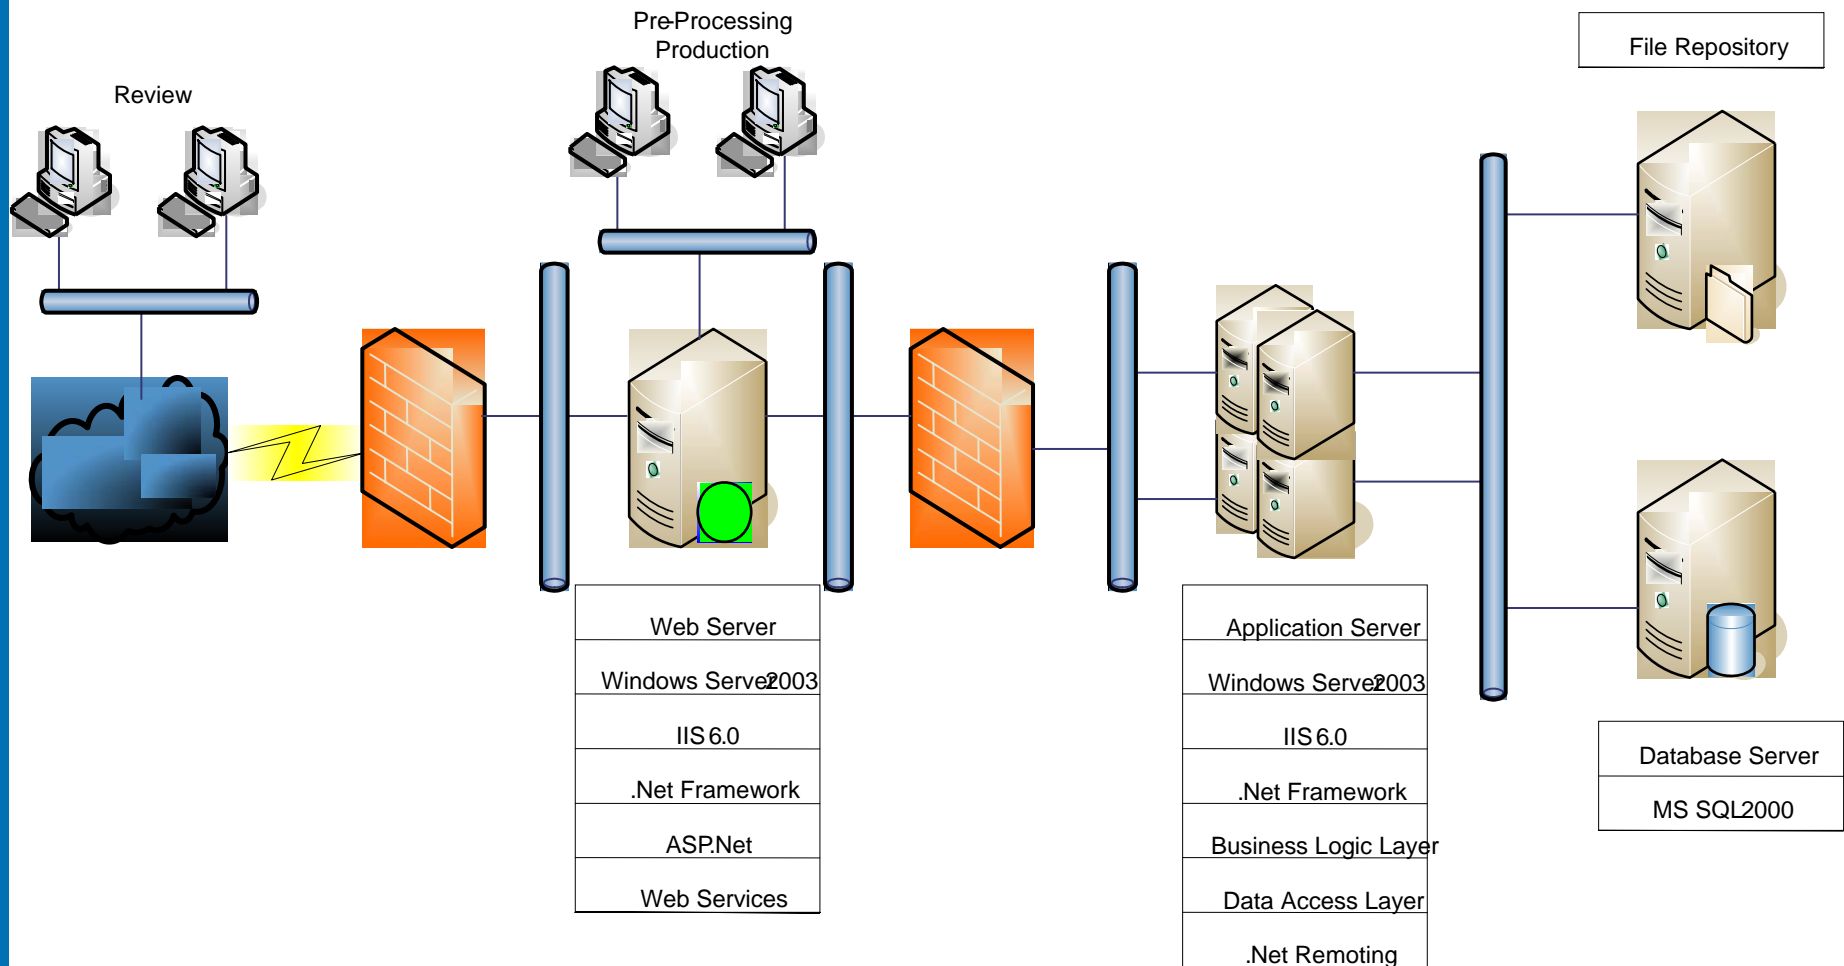 Pre-Processing
Production
File Repository
Review
Web Server
Windows Server 2003
IIS 6.0
.Net Framework
ASP.Net
Web Services
Application Server
Windows Server 2003
IIS 6.0
.Net Framework
Business Logic Layer
Data Access Layer
.Net Remoting
Database Server
MS SQL 2000